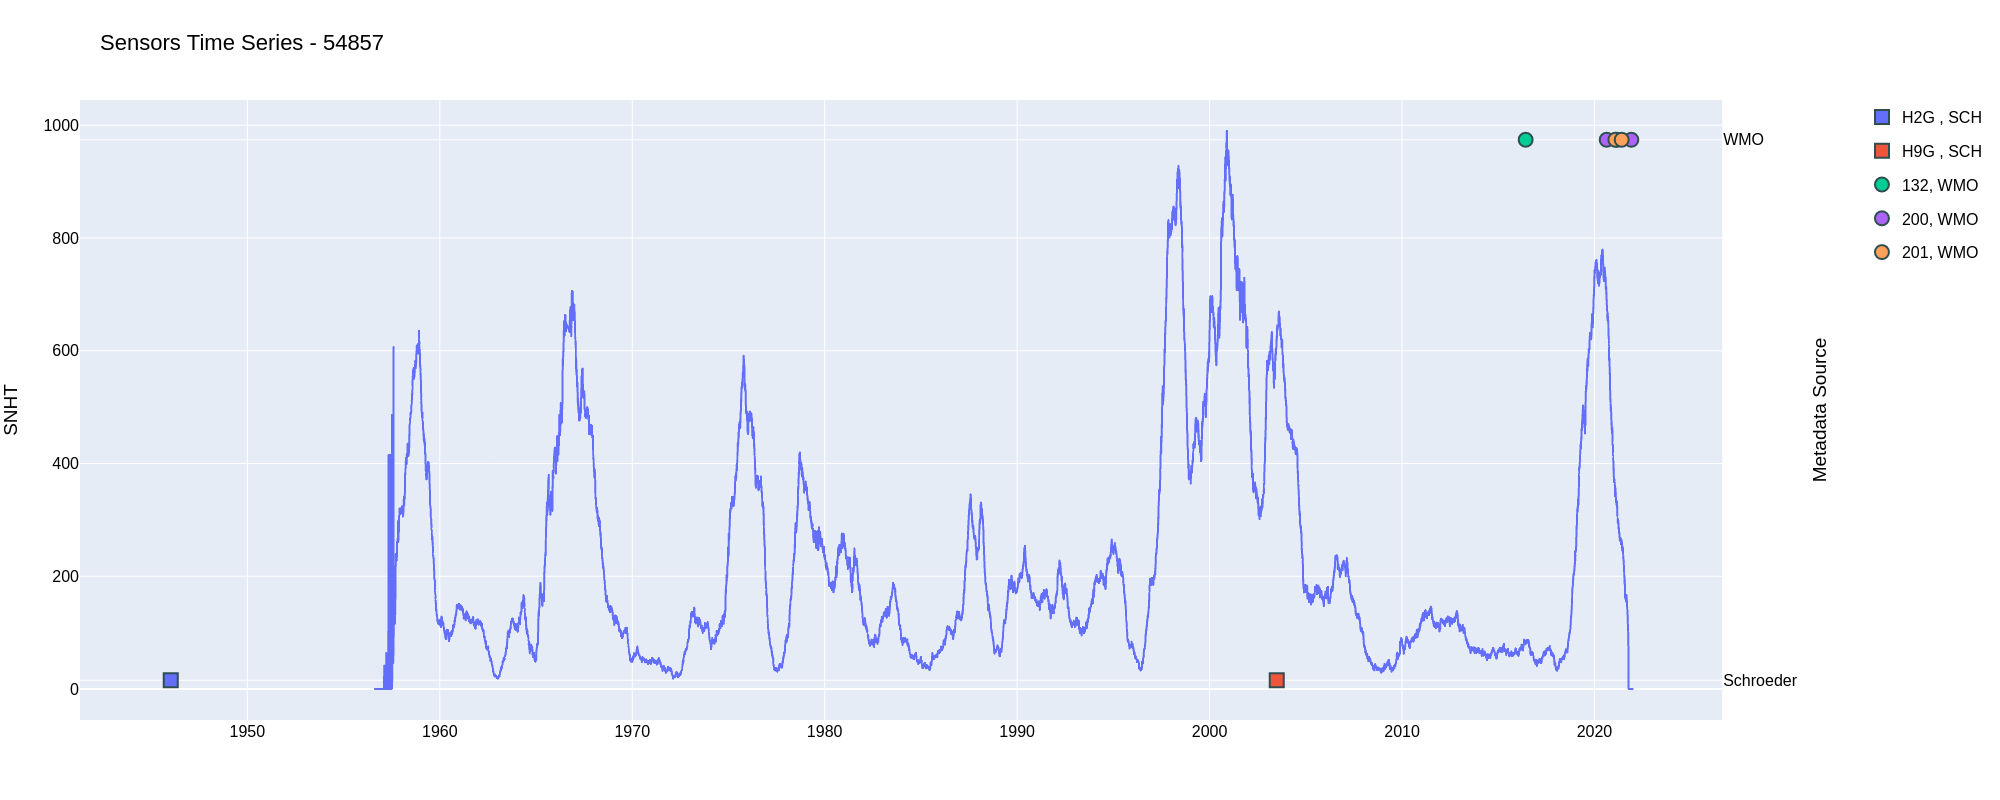 Sensors Time Series - 54857
H2G , SCH
H9G , SCH
132, WMO
200, WMO
201, WMO
1000
800
600
400
200
0
SNHT
WMO
Schroeder
Metadata Source
1950
1960
1970
1980
1990
2000
2010
2020